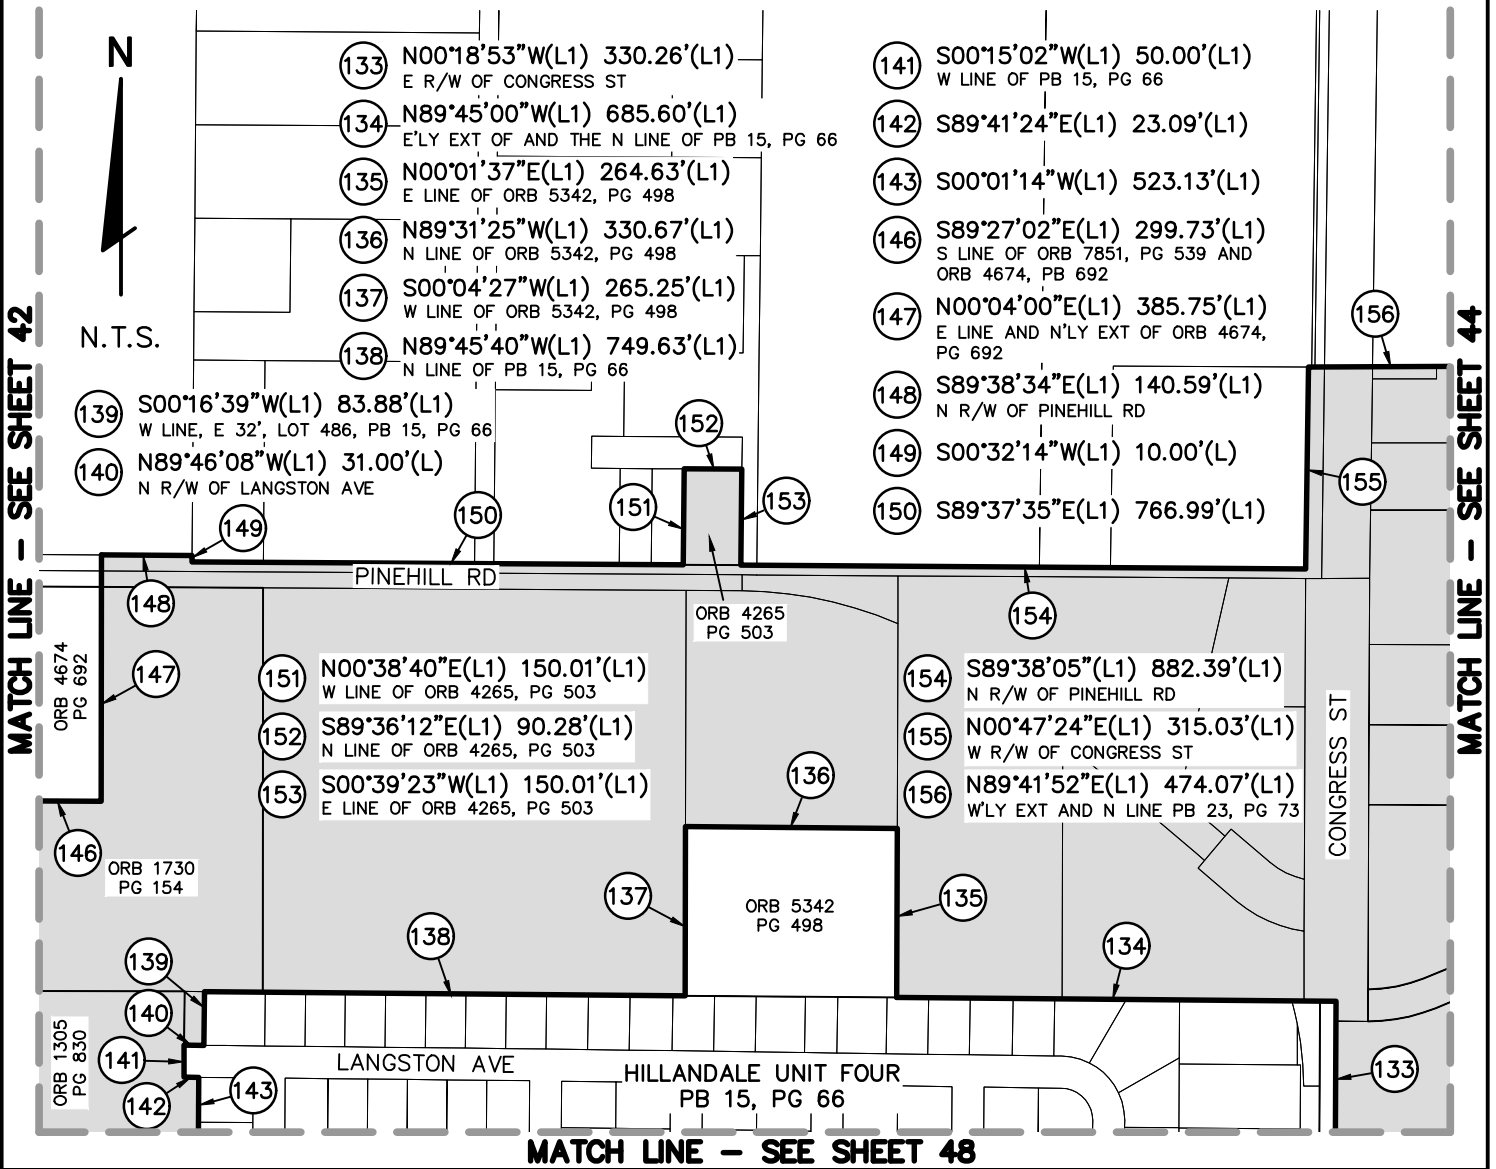 N
N.T.S.
133 N00°18'53"W(L1) 330.26'(L1)
E R/W OF CONGRESS ST
134 N89°45'00"W(L1) 685.60'(L1)
E'LY EXT OF AND THE N LINE OF PB 15, PG 66
135 N00°01'37"E(L1) 264.63'(L1)
E LINE OF ORB 5342, PG 498
136 N89°31'25"W(L1) 330.67'(L1)
N LINE OF ORB 5342, PG 498
137 S00°04'27"W(L1) 265.25'(L1)
W LINE OF ORB 5342, PG 498
138 N89°45'40"W(L1) 749.63'(L1)
N LINE OF PB 15, PG 66
139 S00°16'39"W(L1) 83.88'(L1)
W LINE, E 32', LOT 486, PB 15, PG 66
140 N89°46'08"W(L1) 31.00'(L)
N R/W OF LANGSTON AVE
141 S00°15'02"W(L1) 50.00'(L1)
W LINE OF PB 15, PG 66
142 S89°41'24"E(L1) 23.09'(L1)
143 S00°01'14"W(L1) 523.13'(L1)
146 S89°27'02"E(L1) 299.73'(L1)
S LINE OF ORB 7851, PG 539 AND
ORB 4674, PB 692
147 N00°04'00"E(L1) 385.75'(L1)
E LINE AND N'LY EXT OF ORB 4674,
PG 692
148 S89°38'34"E(L1) 140.59'(L1)
N R/W OF PINEHILL RD
149 S00°32'14"W(L1) 10.00'(L)
150 S89°37'35"E(L1) 766.99'(L1)
156
152
155
151
153
150
149
PINEHILL RD
148
ORB 4265
PG 503
154
147
ORB 4674
PG 692
151 N00°38'40"E(L1) 150.01'(L1)
W LINE OF ORB 4265, PG 503
152 S89°36'12"E(L1) 90.28'(L1)
N LINE OF ORB 4265, PG 503
153 S00°39'23"W(L1) 150.01'(L1)
E LINE OF ORB 4265, PG 503
154 S89°38'05"(L1) 882.39'(L1)
N R/W OF PINEHILL RD
155 N00°47'24"E(L1) 315.03'(L1)
W R/W OF CONGRESS ST
156 N89°41'52"E(L1) 474.07'(L1)
W'LY EXT AND N LINE PB 23, PG 73
CONGRESS ST
136
146
ORB 1730
PG 154
137
ORB 5342
PG 498
135
138
134
139
140
141
142
143
ORB 1305
PG 830
LANGSTON AVE
HILLANDALE UNIT FOUR
PB 15, PG 66
133
MATCH LINE - SEE SHEET 42
MATCH LINE - SEE SHEET 44
MATCH LINE - SEE SHEET 48